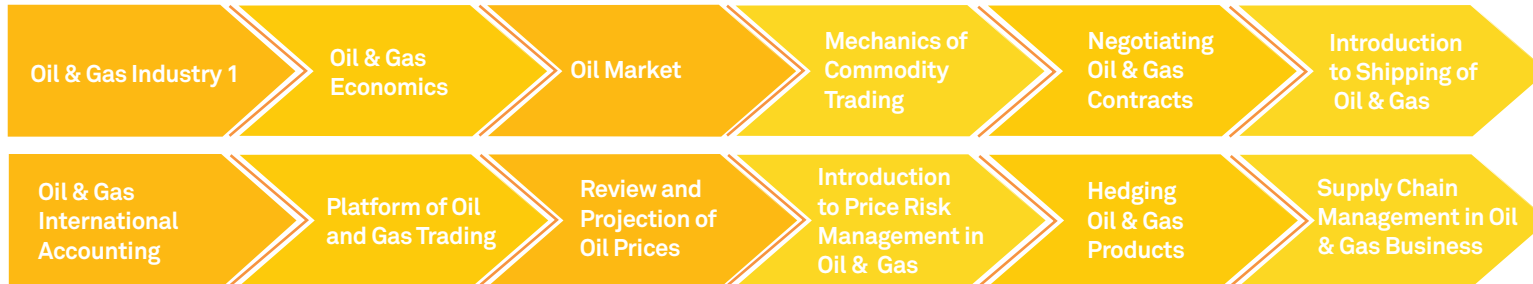 Oil & Gas Industry 1
Oil & Gas
Economics
Oil Market
Mechanics of
Commodity
Trading
Negotiating
Oil & Gas
Contracts
Introduction
to Shipping of
Oil & Gas
Oil & Gas
International
Accounting
Platform of Oil
and Gas Trading
Review and
Projection of
Oil Prices
Introduction
to Price Risk
Management in
Oil & Gas
Hedging
Oil & Gas
Products
Supply Chain
Management in Oil
& Gas Business